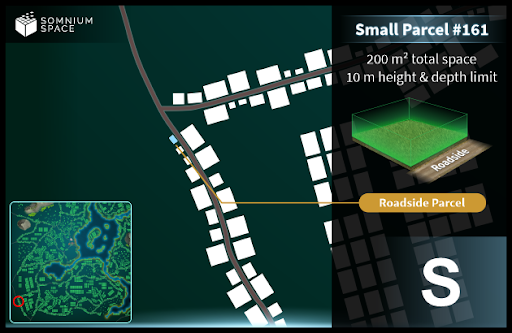 SOMNIUM
SPACE
Small Parcel #161
200 m² total space
10 m height & depth limit
Roadside
Roadside Parcel
S